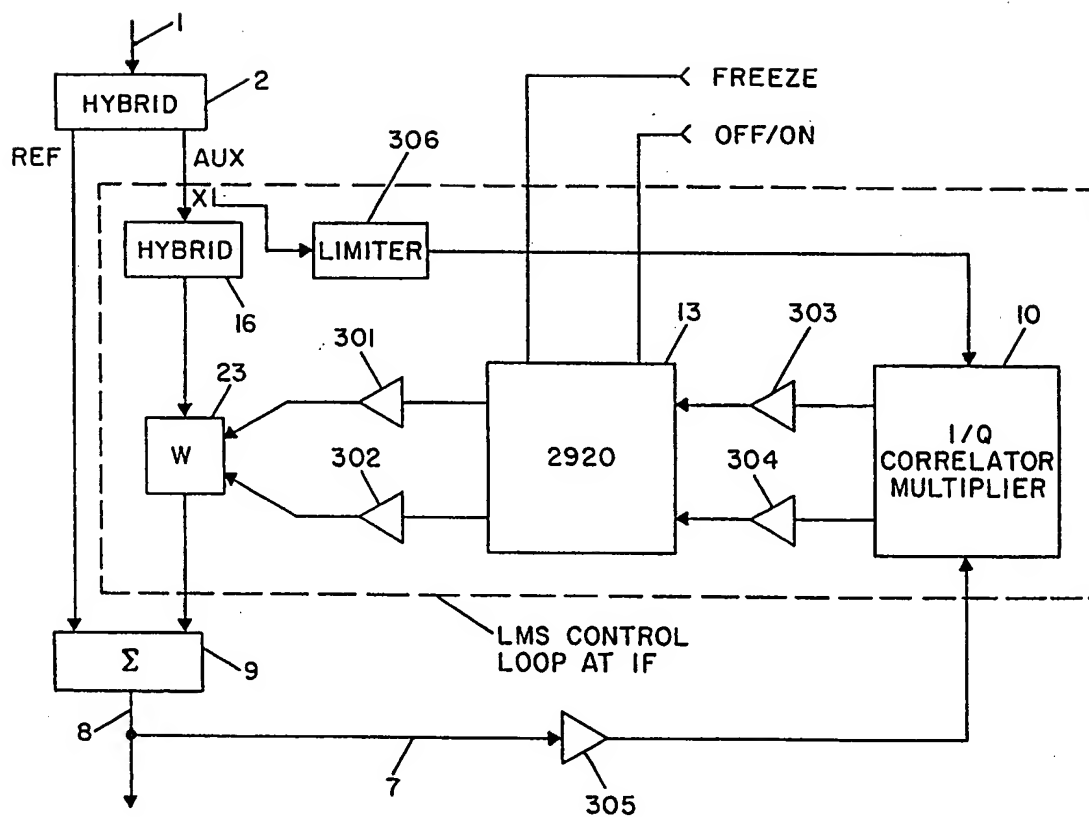 1
HYBRID
2
FREEZE
OFF/ON
REF
AUX
X1
306
HYBRID
LIMITER
16
301
13
303
10
23
W
302
2920
304
I/Q
CORRELATOR
MULTIPLIER
LMS CONTROL
LOOP AT IF
Σ
9
8
7
305